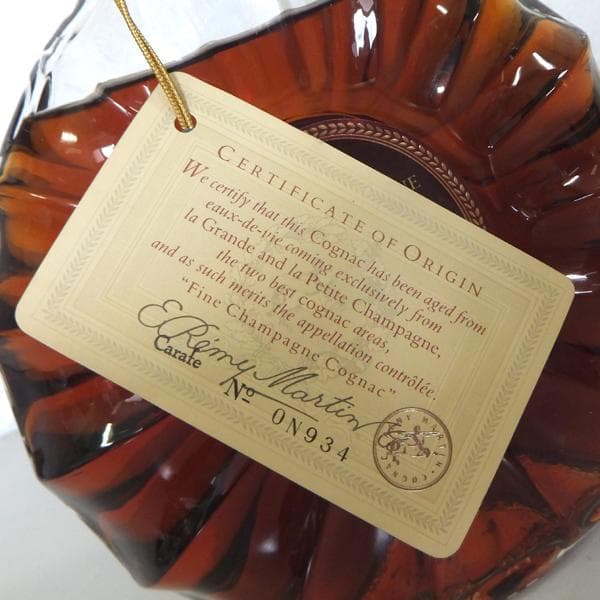 CERTIFICATE OF ORIGIN
We certify that this Cognac has been aged from
eaux-de-vie coming exclusively from
la Grande and la Petite Champagne,
the two best cognac areas,
and as such merits the appellation contrôlée.
"Fine Champagne Cognac"
E. Rémy Martin & Co
Carafe
No 0N934